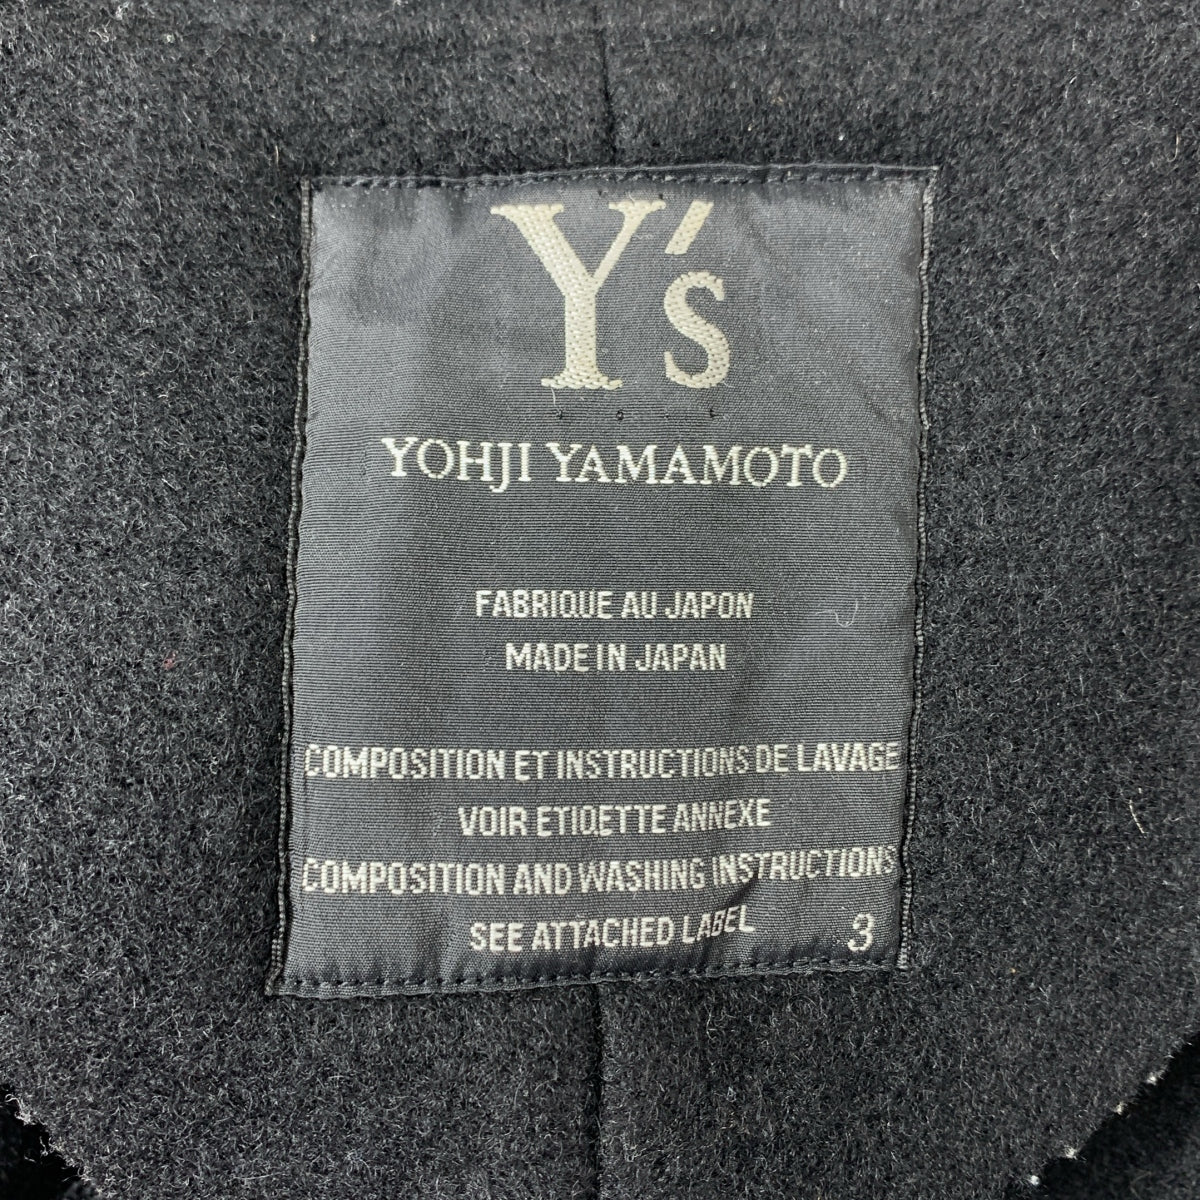 Y's
YOHJI YAMAMOTO
FABRIQUE AU JAPON
MADE IN JAPAN
COMPOSITION ET INSTRUCTIONS DE LAVAGE
VOIR ETIQETTE ANNEXE
COMPOSITION AND WASHING INSTRUCTIONS
SEE ATTACHED LABEL 3